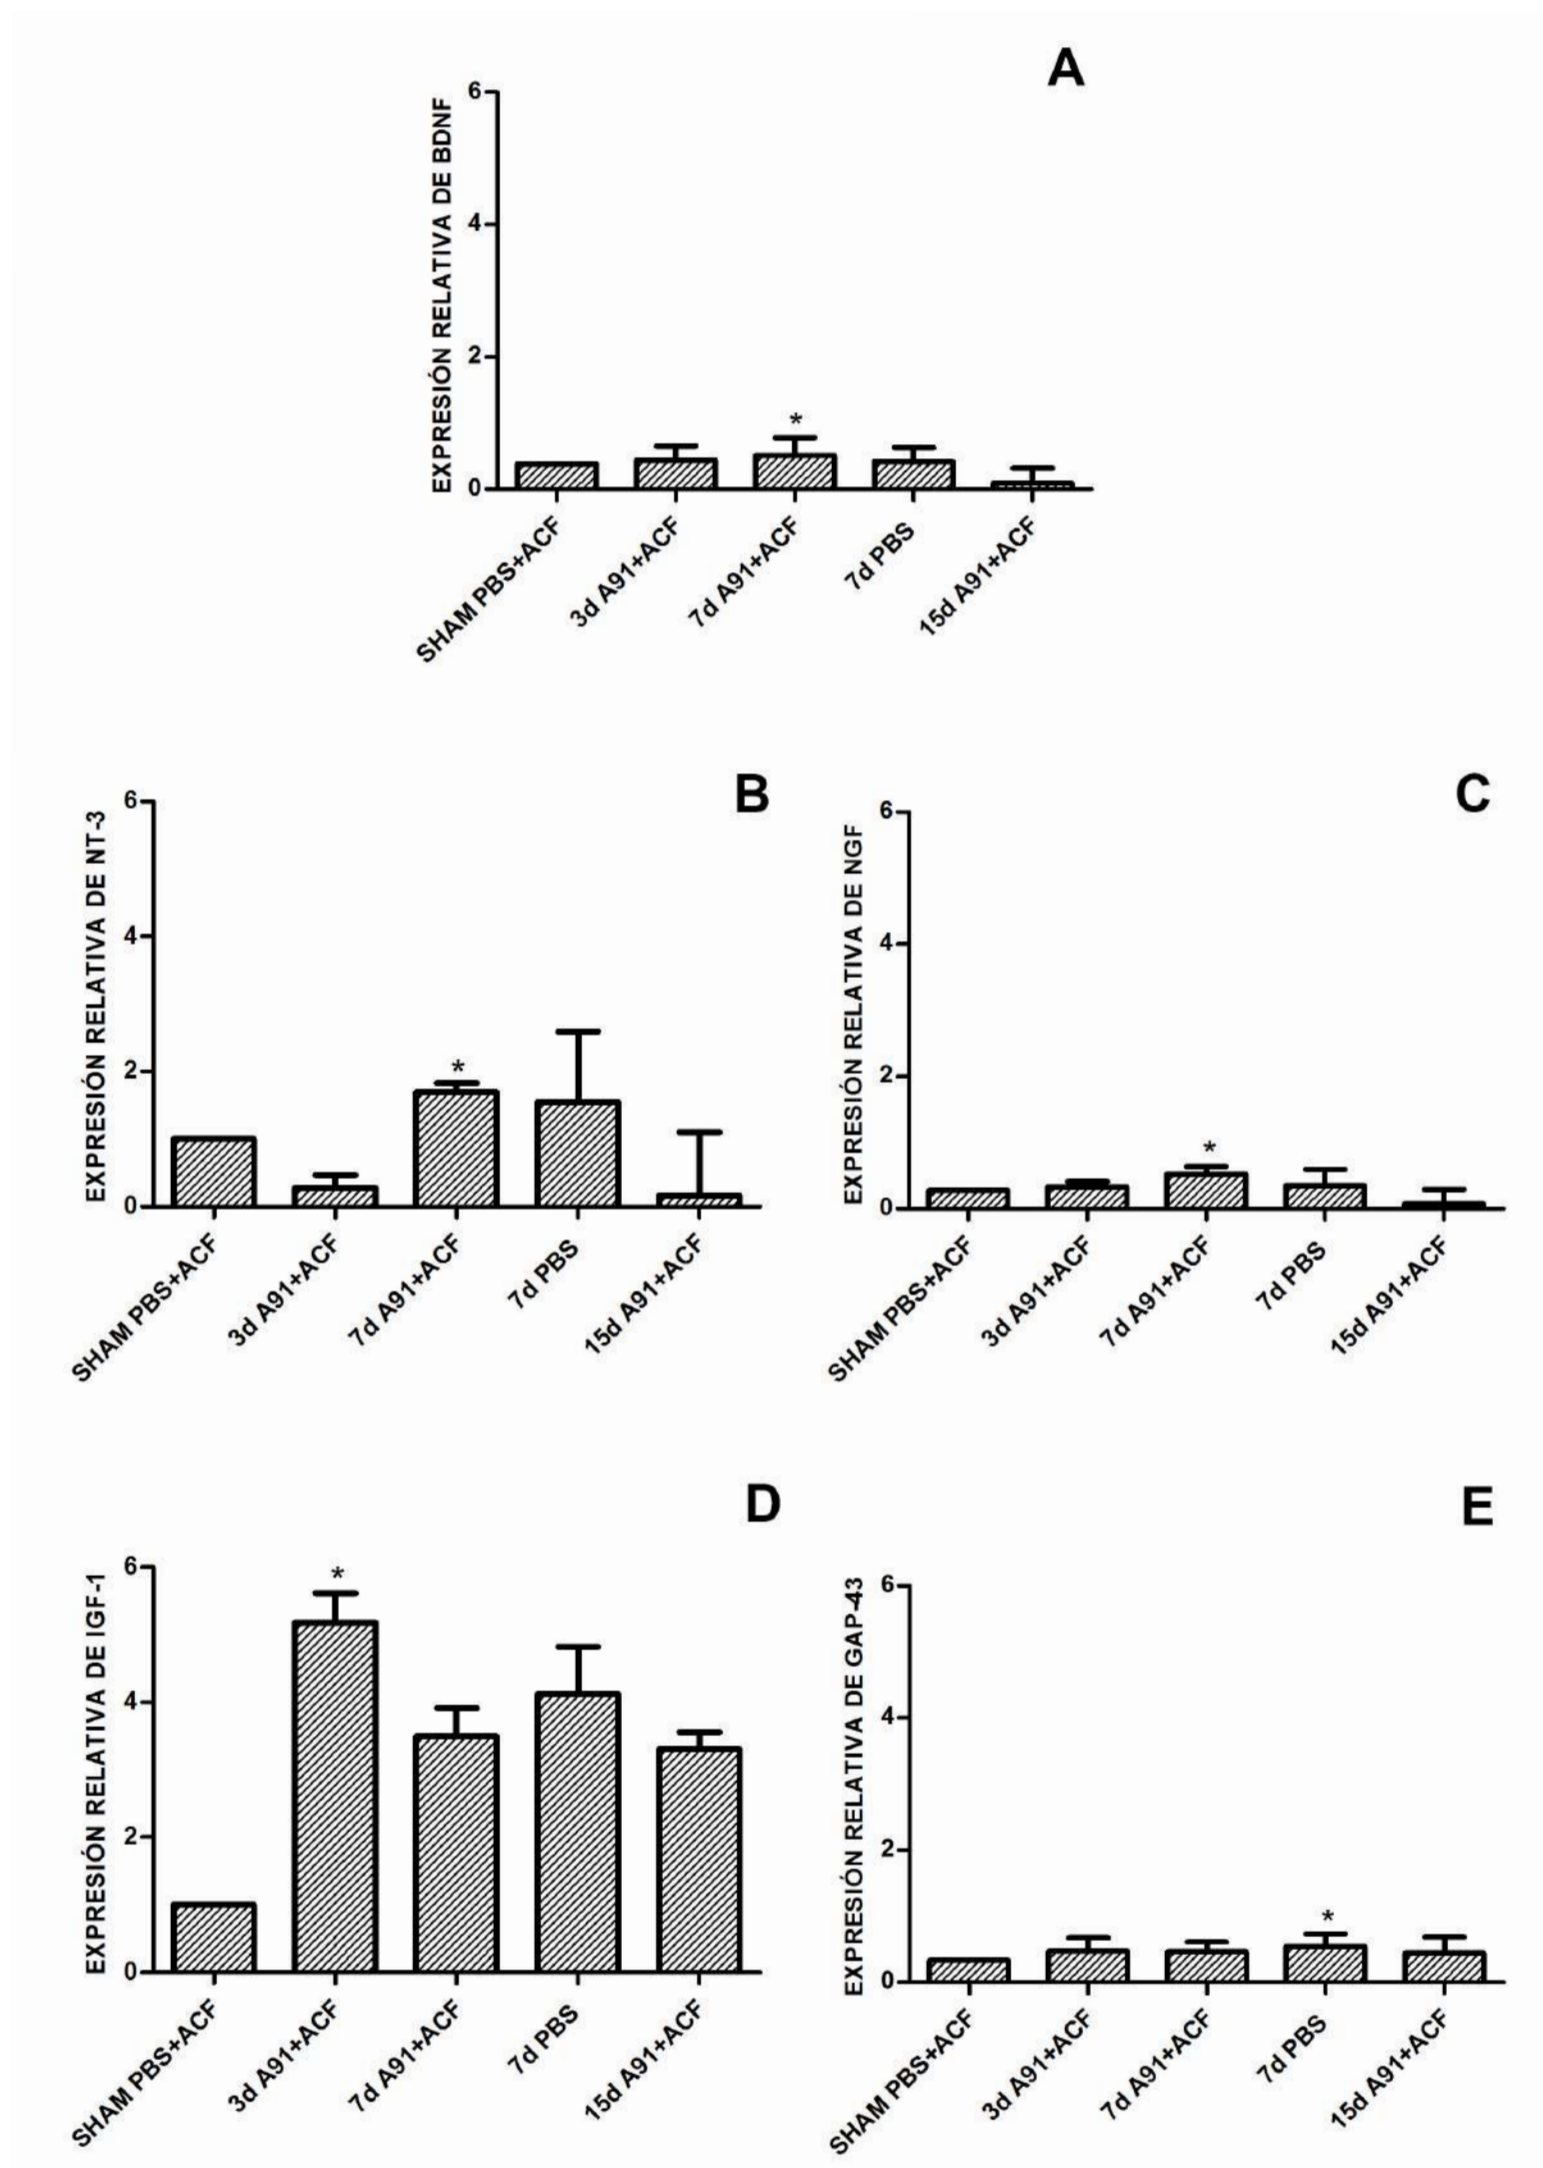 A
EXPRESIÓN RELATIVA DE BDNF
6
4
2
0
*
SHAM PBS+ACF
3d A91+ACF
7d A91+ACF
7d PBS
15d A91+ACF
B
EXPRESIÓN RELATIVA DE NT-3
6
4
2
0
*
SHAM PBS+ACF
3d A91+ACF
7d A91+ACF
7d PBS
15d A91+ACF
C
EXPRESIÓN RELATIVA DE NGF
6
4
2
0
*
SHAM PBS+ACF
3d A91+ACF
7d A91+ACF
7d PBS
15d A91+ACF
D
EXPRESIÓN RELATIVA DE IGF-1
6
4
2
0
*
SHAM PBS+ACF
3d A91+ACF
7d A91+ACF
7d PBS
15d A91+ACF
E
EXPRESIÓN RELATIVA DE GAP-43
6
4
2
0
*
SHAM PBS+ACF
3d A91+ACF
7d A91+ACF
7d PBS
15d A91+ACF